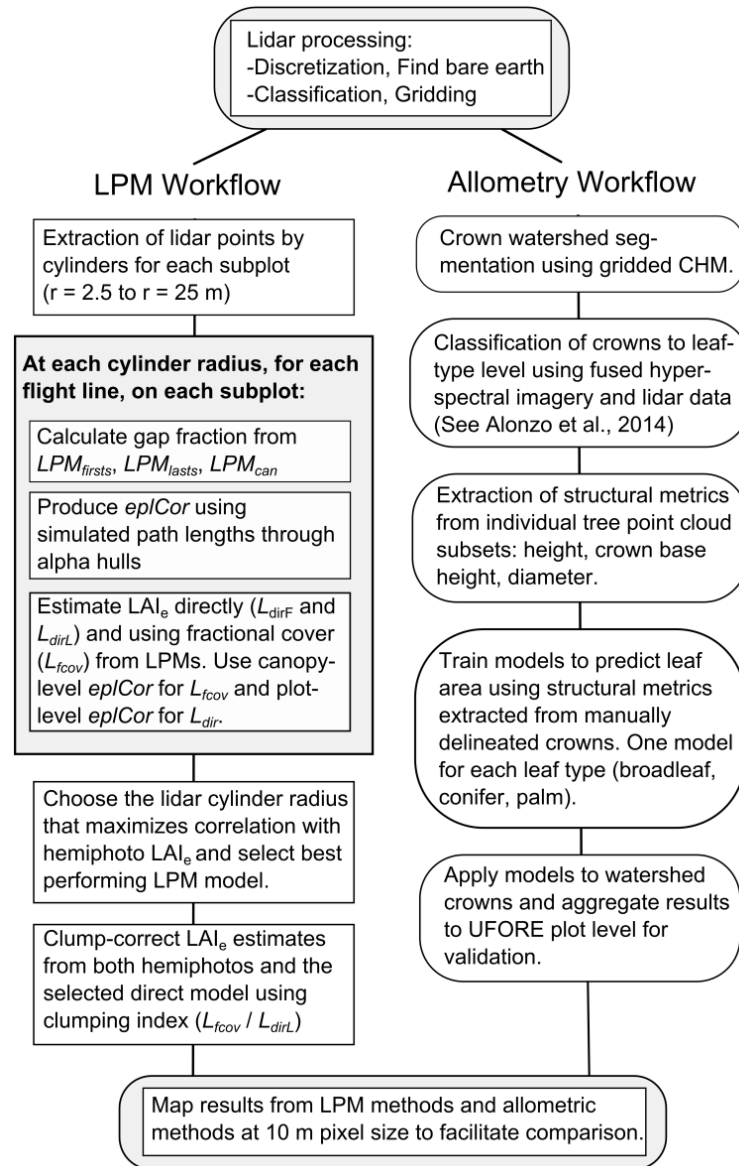 Lidar processing:
-Discretization, Find bare earth
-Classification, Gridding
LPM Workflow
Extraction of lidar points by
cylinders for each subplot
(r = 2.5 to r = 25 m)
At each cylinder radius, for each
flight line, on each subplot:
Calculate gap fraction from
LPMfirsts, LPMlasts, LPMcan
Produce eplCor using
simulated path lengths through
alpha hulls
Estimate LAIe directly (LdirF and
LdirL) and using fractional cover
(Lfcov) from LPMs. Use canopy-
level eplCor for Lfcov and plot-
level eplCor for Ldir.
Choose the lidar cylinder radius
that maximizes correlation with
hemiphoto LAIe and select best
performing LPM model.
Clump-correct LAIe estimates
from both hemiphotos and the
selected direct model using
clumping index (Lfcov / LdirL)
Allometry Workflow
Crown watershed seg-
mentation using gridded CHM.
Classification of crowns to leaf-
type level using fused hyper-
spectral imagery and lidar data
(See Alonzo et al., 2014)
Extraction of structural metrics
from individual tree point cloud
subsets: height, crown base
height, diameter.
Train models to predict leaf
area using structural metrics
extracted from manually
delineated crowns. One model
for each leaf type (broadleaf,
conifer, palm).
Apply models to watershed
crowns and aggregate results
to UFORE plot level for
validation.
Map results from LPM methods and allometric
methods at 10 m pixel size to facilitate comparison.